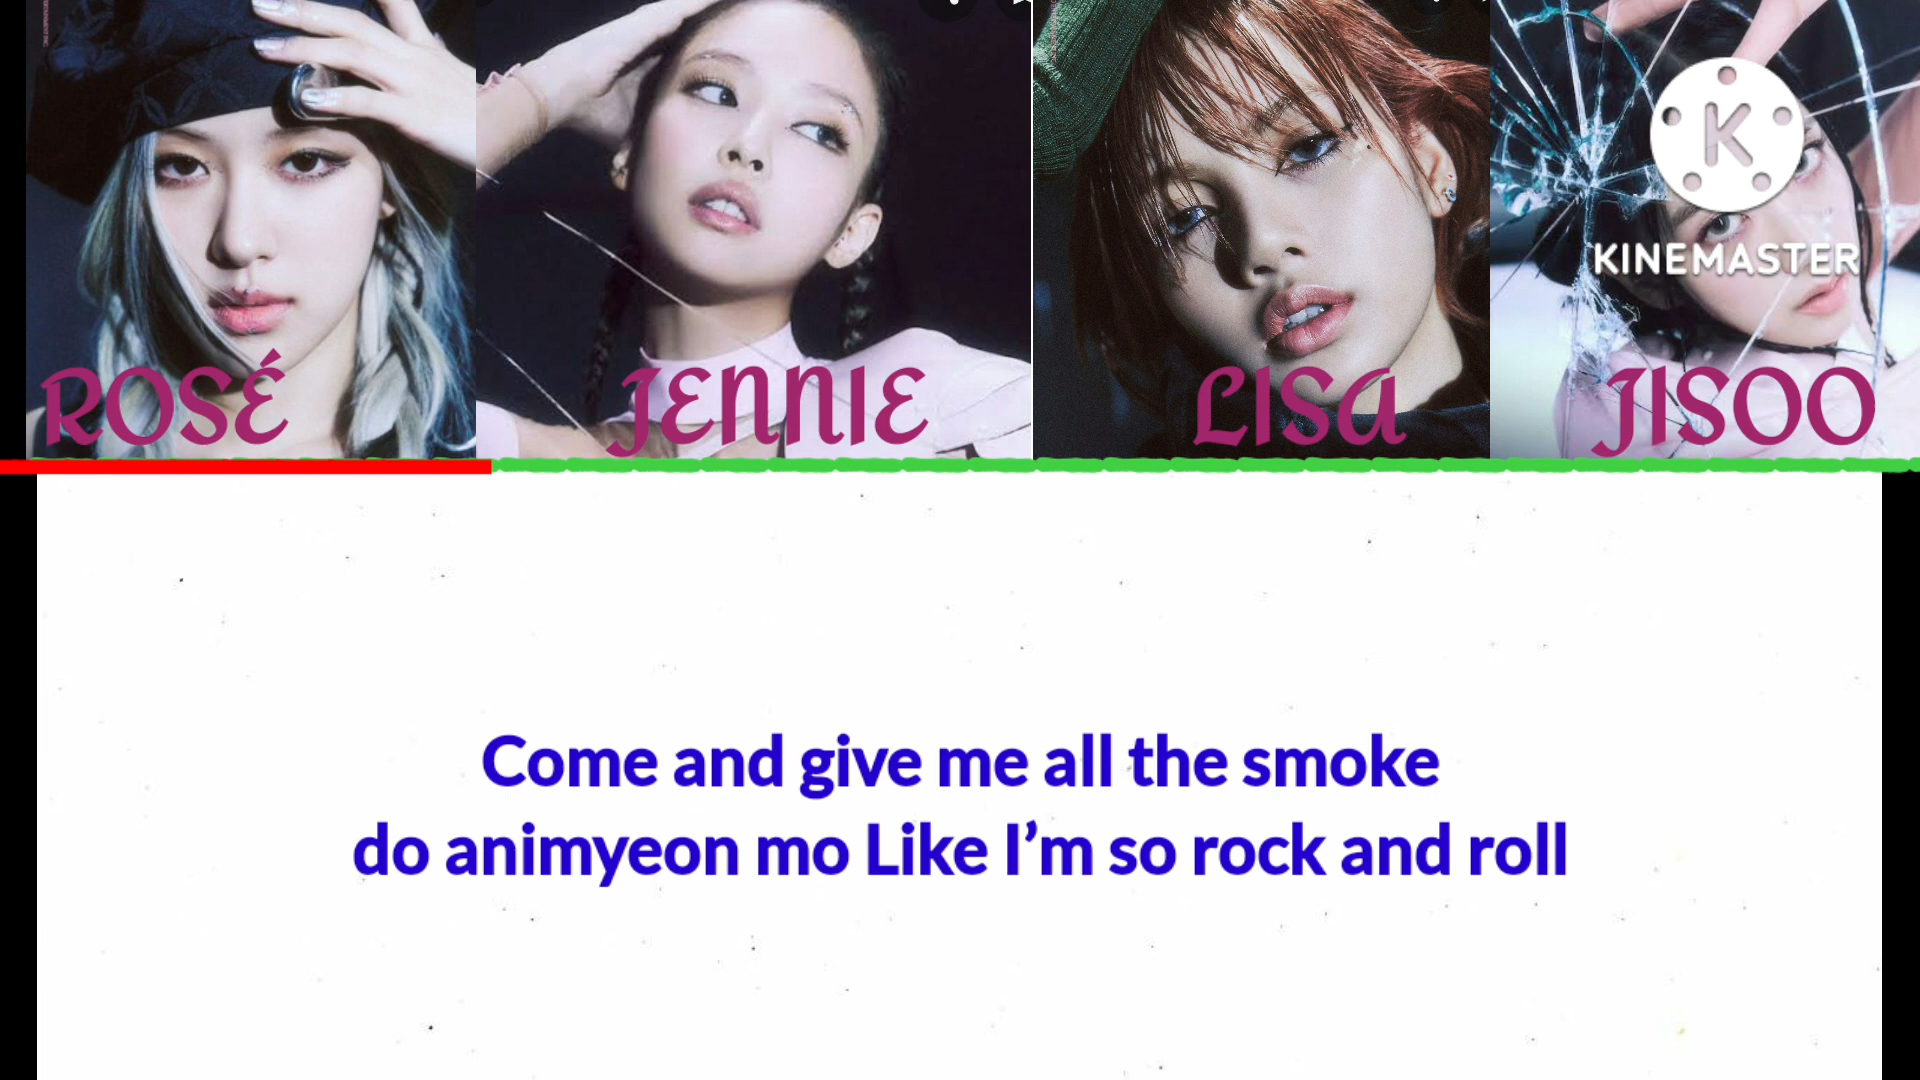 K
KINEMASTER
ROSÉ
JENNIE
LISA
JISOO
Come and give me all the smoke
do animyeon mo Like I’m so rock and roll